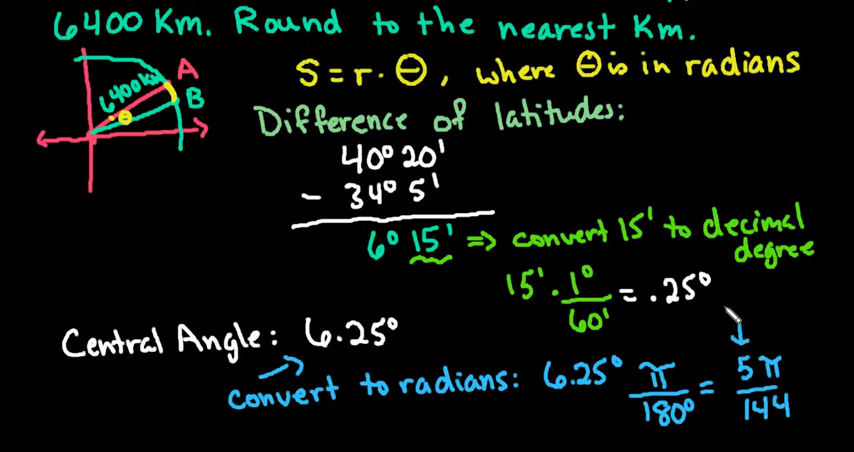 6400 Km. Round to the nearest Km.
A
6400 km
B
θ
S = r · θ, where θ is in radians
Difference of latitudes:
40° 20'
- 34° 5'
6° 15' => convert 15' to decimal
degree
15' · 1°/60' = .25°
Central Angle: 6.25°
convert to radians: 6.25° π/180° = 5π/144